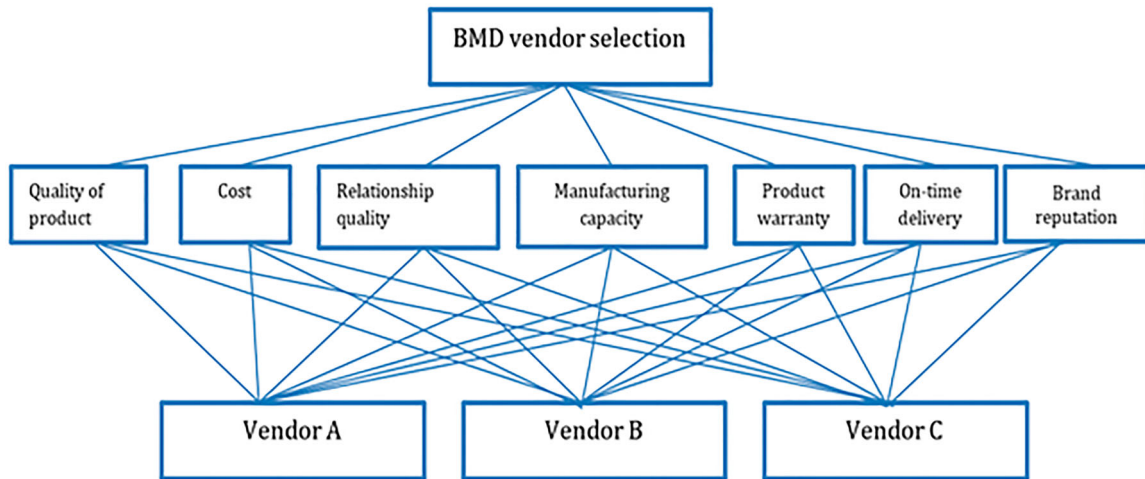 BMD vendor selection
Quality of
product
Cost
Relationship
quality
Manufacturing
capacity
Product
warranty
On-time
delivery
Brand
reputation
Vendor A
Vendor B
Vendor C